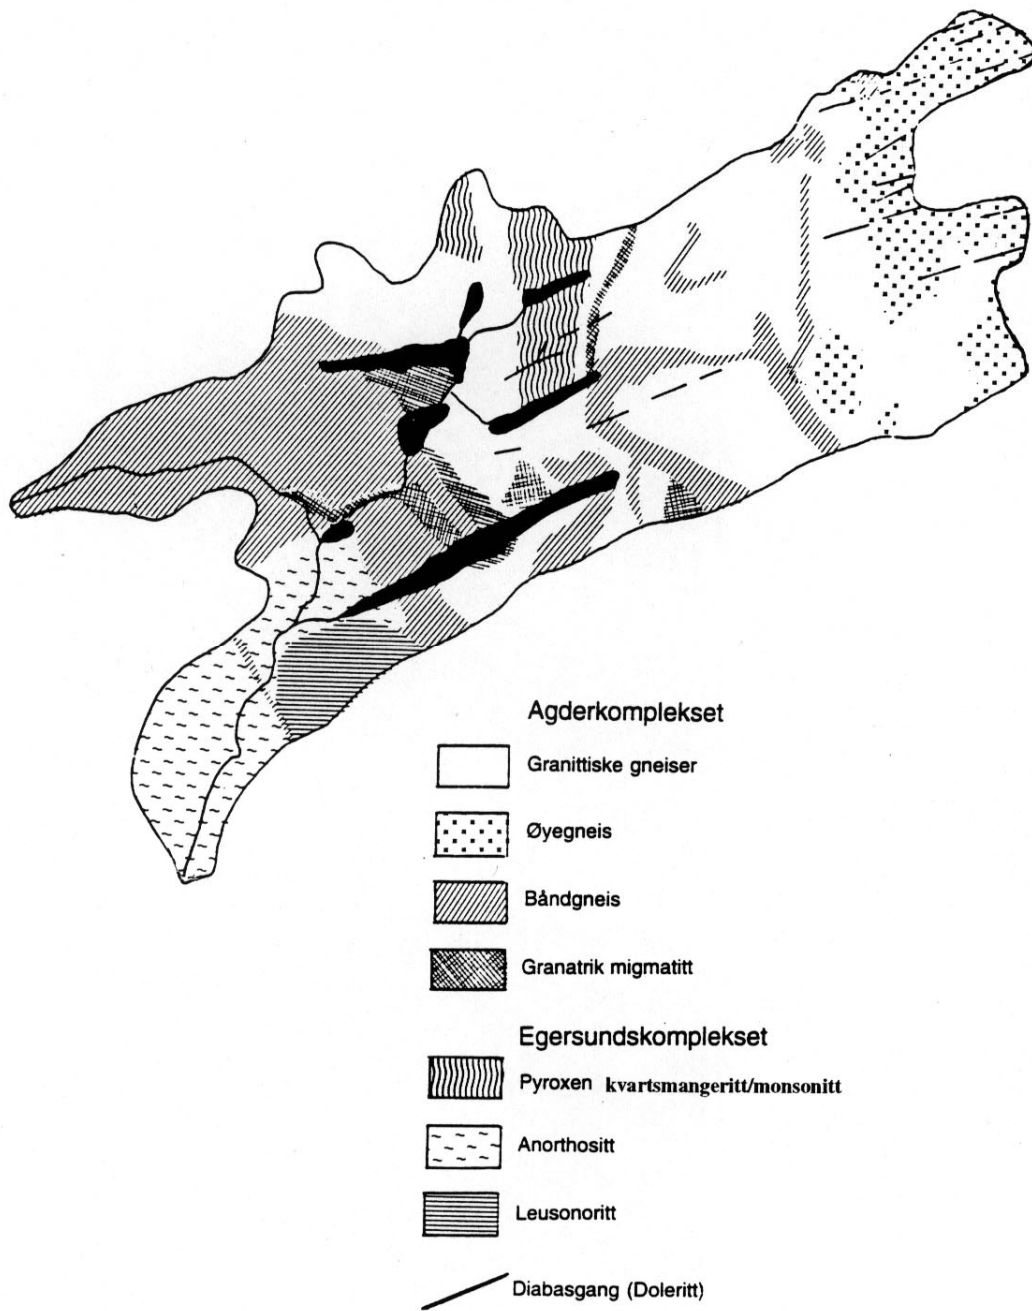 Agderkomplekset
Granittiske gneiser
Øyegneis
Båndgneis
Granatrik migmatitt
Egersundskomplekset
Pyroxen kvartsmangeritt/monsonitt
Anorthositt
Leusonoritt
Diabasgang (Doleritt)